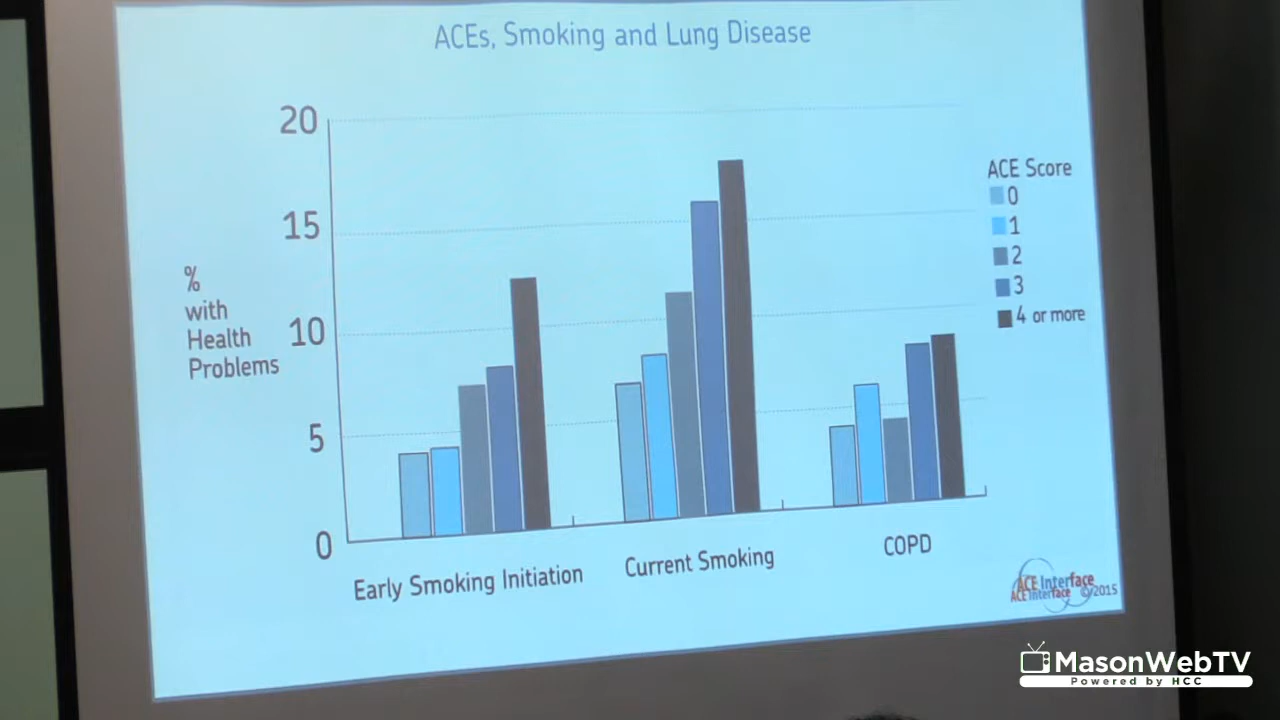 ACEs, Smoking and Lung Disease
20
15
10
5
0
%
with
Health
Problems
ACE Score
0
1
2
3
4 or more
Early Smoking Initiation
Current Smoking
COPD
ACE Interface
ACE Interface ©2015
MasonWebTV
Powered by HCC